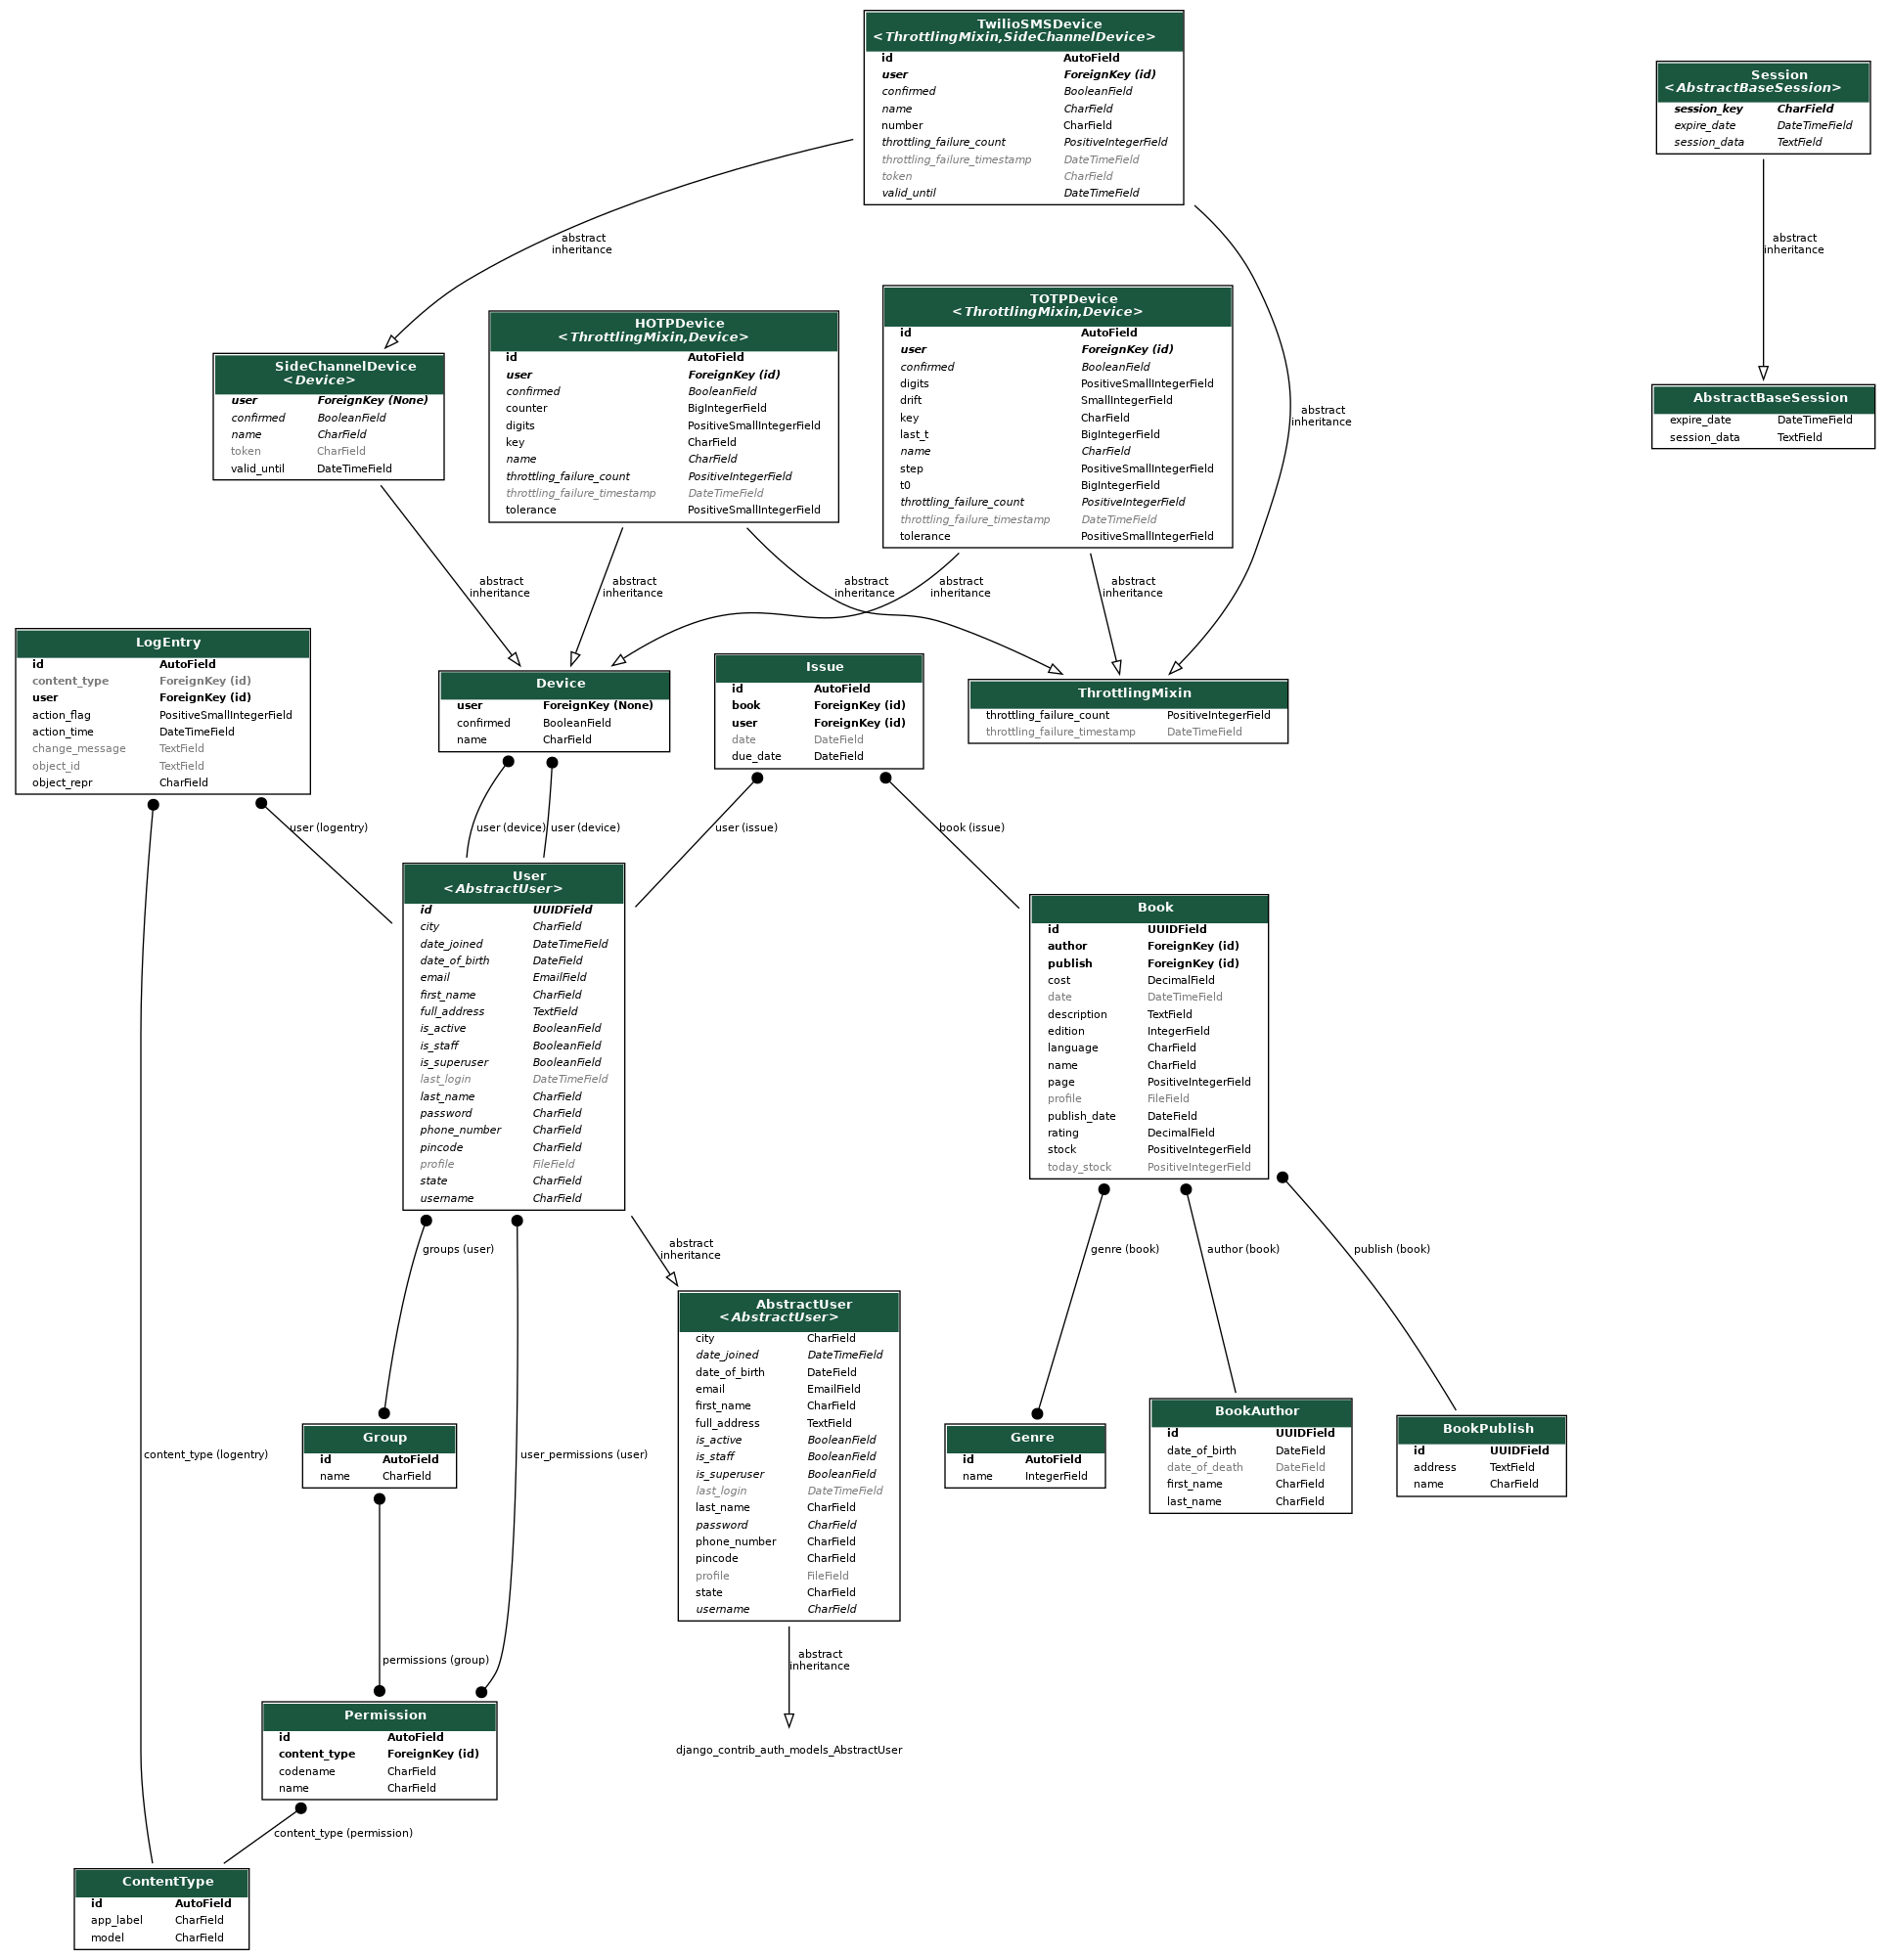 TwilioSMSDevice
<ThrottlingMixin,SideChannelDevice>
id AutoField
user ForeignKey (id)
confirmed BooleanField
name CharField
number CharField
throttling_failure_count PositiveIntegerField
throttling_failure_timestamp DateTimeField
token CharField
valid_until DateTimeField
Session
<AbstractBaseSession>
session_key CharField
expire_date DateTimeField
session_data TextField
abstract
inheritance
abstract
inheritance
SideChannelDevice
<Device>
user ForeignKey (None)
confirmed BooleanField
name CharField
token CharField
valid_until DateTimeField
HOTPDevice
<ThrottlingMixin,Device>
id AutoField
user ForeignKey (id)
confirmed BooleanField
counter BigIntegerField
digits PositiveSmallIntegerField
key CharField
name CharField
throttling_failure_count PositiveIntegerField
throttling_failure_timestamp DateTimeField
tolerance PositiveSmallIntegerField
TOTPDevice
<ThrottlingMixin,Device>
id AutoField
user ForeignKey (id)
confirmed BooleanField
digits PositiveSmallIntegerField
drift SmallIntegerField
key CharField
last_t BigIntegerField
name CharField
step PositiveSmallIntegerField
t0 BigIntegerField
throttling_failure_count PositiveIntegerField
throttling_failure_timestamp DateTimeField
tolerance PositiveSmallIntegerField
abstract
inheritance
AbstractBaseSession
expire_date DateTimeField
session_data TextField
abstract
inheritance
abstract
inheritance
abstract
inheritance
abstract
inheritance
abstract
inheritance
LogEntry
id AutoField
content_type ForeignKey (id)
user ForeignKey (id)
action_flag PositiveSmallIntegerField
action_time DateTimeField
change_message TextField
object_id TextField
object_repr CharField
Device
user ForeignKey (None)
confirmed BooleanField
name CharField
Issue
id AutoField
book ForeignKey (id)
user ForeignKey (id)
date DateField
due_date DateField
ThrottlingMixin
throttling_failure_count PositiveIntegerField
throttling_failure_timestamp DateTimeField
user (logentry)
user (device)
user (device)
user (issue)
book (issue)
User
<AbstractUser>
id UUIDField
city CharField
date_joined DateTimeField
date_of_birth DateField
email EmailField
first_name CharField
full_address TextField
is_active BooleanField
is_staff BooleanField
is_superuser BooleanField
last_login DateTimeField
last_name CharField
password CharField
phone_number CharField
pincode CharField
profile FileField
state CharField
username CharField
Book
id UUIDField
author ForeignKey (id)
publish ForeignKey (id)
cost DecimalField
date DateTimeField
description TextField
edition IntegerField
language CharField
name CharField
page PositiveIntegerField
profile FileField
publish_date DateField
rating DecimalField
stock PositiveIntegerField
today_stock PositiveIntegerField
groups (user)
abstract
inheritance
genre (book)
author (book)
publish (book)
AbstractUser
<AbstractUser>
city CharField
date_joined DateTimeField
date_of_birth DateField
email EmailField
first_name CharField
full_address TextField
is_active BooleanField
is_staff BooleanField
is_superuser BooleanField
last_login DateTimeField
last_name CharField
password CharField
phone_number CharField
pincode CharField
profile FileField
state CharField
username CharField
content_type (logentry)
Group
id AutoField
name CharField
user_permissions (user)
Genre
id AutoField
name IntegerField
BookAuthor
id UUIDField
date_of_birth DateField
date_of_death DateField
first_name CharField
last_name CharField
BookPublish
id UUIDField
address TextField
name CharField
permissions (group)
abstract
inheritance
Permission
id AutoField
content_type ForeignKey (id)
codename CharField
name CharField
django_contrib_auth_models_AbstractUser
content_type (permission)
ContentType
id AutoField
app_label CharField
model CharField